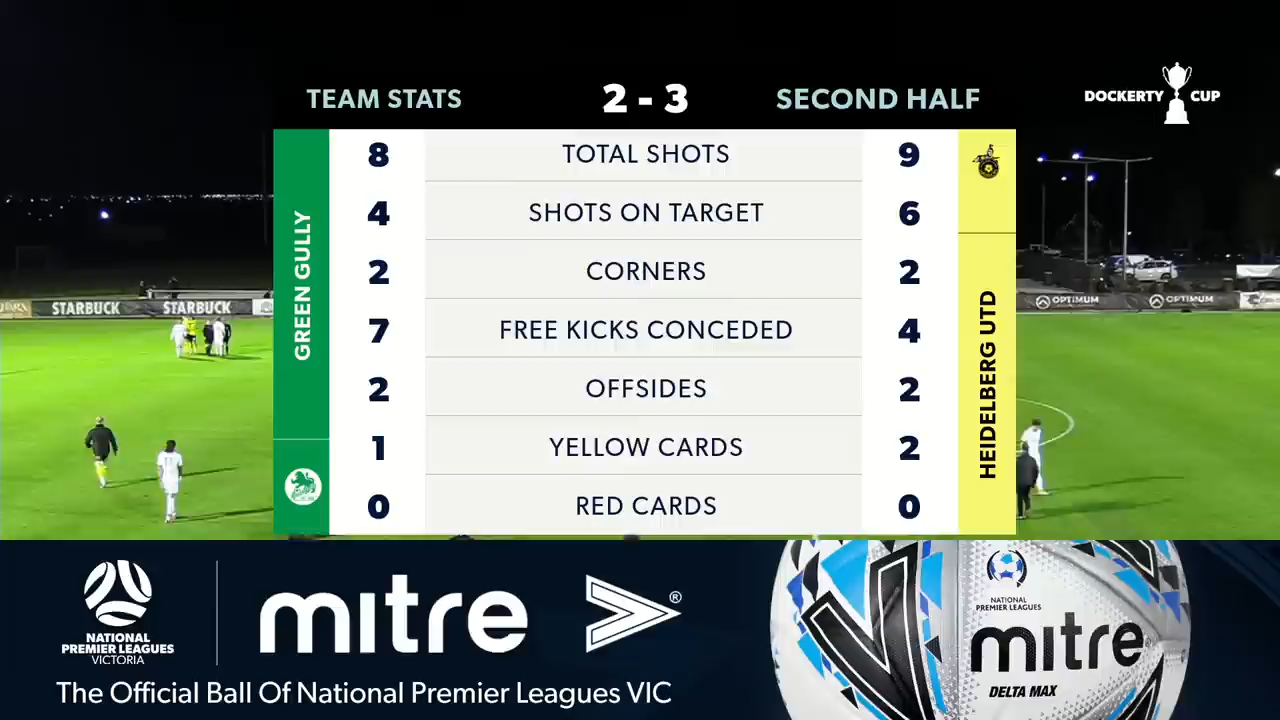 TEAM STATS 2 - 3 SECOND HALF
DOCKERTY CUP
GREEN GULLY
HEIDELBERG UTD
8 TOTAL SHOTS 9
4 SHOTS ON TARGET 6
2 CORNERS 2
7 FREE KICKS CONCEDED 4
2 OFFSIDES 2
1 YELLOW CARDS 2
0 RED CARDS 0
STARBUCK STARBUCK
OPTIMUM OPTIMUM
NATIONAL
PREMIER LEAGUES
VICTORIA
mitre ®
The Official Ball Of National Premier Leagues VIC
NATIONAL
PREMIER LEAGUES
mitre
DELTA MAX